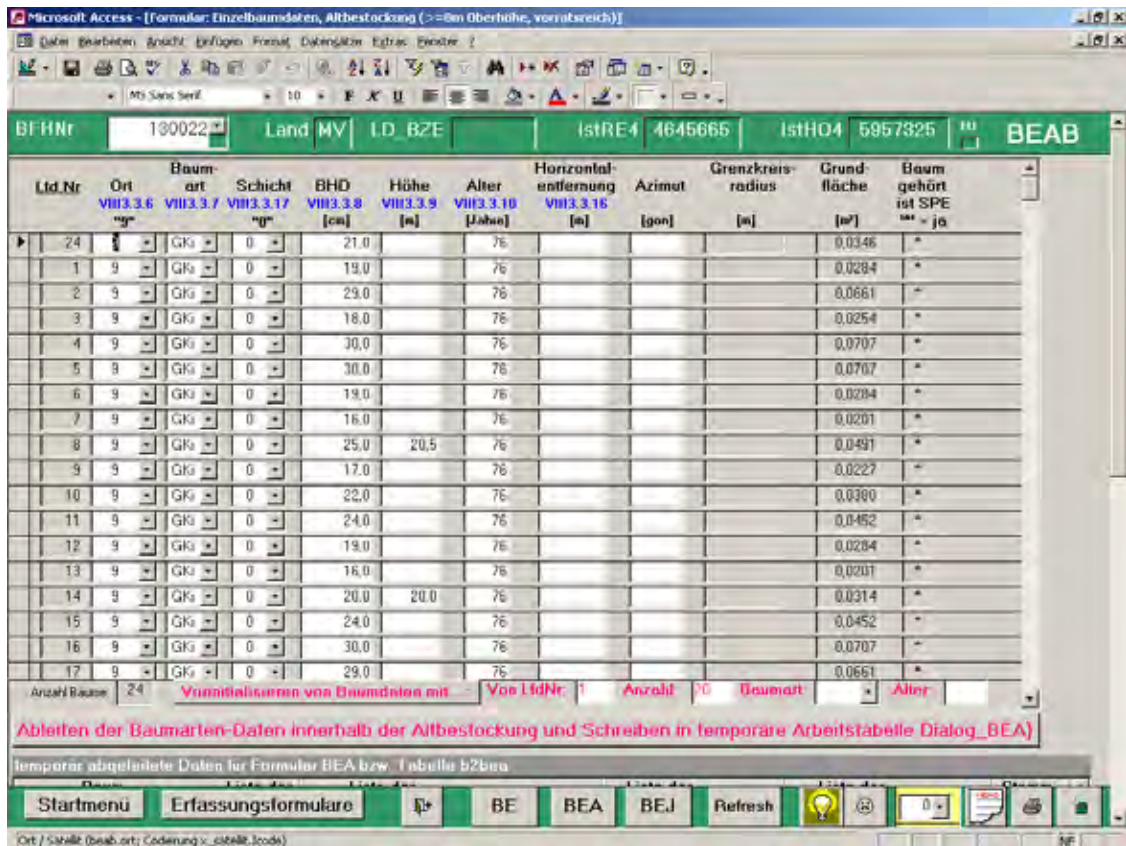 Microsoft Access - [Formular: Einzelbaumdaten, Altbestockung (>=6m Oberhöhe, vorratsreich)]
Datei Bearbeiten Ansicht Einfügen Format Datensätze Extras Fenster ?
MS Sans Serif 10 F K U
BFHNr 130022 Land MV LD_BZE IstRE4 4645665 IstHO4 5957325 BEAB
Lfd.Nr Ort VIII3.3.6 "9" Baum-art VIII3.3.7 Schicht VIII3.3.17 "0" BHD VIII3.3.8 [cm] Höhe VIII3.3.9 [m] Alter VIII3.3.10 [Jahre] Horizontal-entfernung VIII3.3.16 [m] Azimut [gon] Grenzkreis-radius [m] Grund-fläche [m²] Baum gehört ist SPE "*" = ja
24 GKi 0 21,0 76 0,0346 *
1 9 GKi 0 19,0 76 0,0284 *
2 9 GKi 0 29,0 76 0,0661 *
3 9 GKi 0 18,0 76 0,0254 *
4 9 GKi 0 30,0 76 0,0707 *
5 9 GKi 0 30,0 76 0,0707 *
6 9 GKi 0 19,0 76 0,0284 *
7 9 GKi 0 16,0 76 0,0201 *
8 9 GKi 0 25,0 20,5 76 0,0491 *
9 9 GKi 0 17,0 76 0,0227 *
10 9 GKi 0 22,0 76 0,0380 *
11 9 GKi 0 24,0 76 0,0452 *
12 9 GKi 0 19,0 76 0,0284 *
13 9 GKi 0 16,0 76 0,0201 *
14 9 GKi 0 20,0 20,0 76 0,0314 *
15 9 GKi 0 24,0 76 0,0452 *
16 9 GKi 0 30,0 76 0,0707 *
17 9 GKi 0 29,0 76 0,0661 *
Anzahl Bäume 24 Vorinitialisieren von Baumdaten mit Von LfdNr. 1 Anzahl 20 Baumart Alter
Ableiten der Baumarten-Daten innerhalb der Altbestockung und Schreiben in temporäre Arbeitstabelle Dialog_BEA)
temporär abgeleitete Daten für Formular BEA bzw. Tabelle b2bea
Startmenü Erfassungsformulare BE BEA BEJ Refresh 0
Ort / Satellit (beab.ort; Codierung x_satellit.lcode) NF